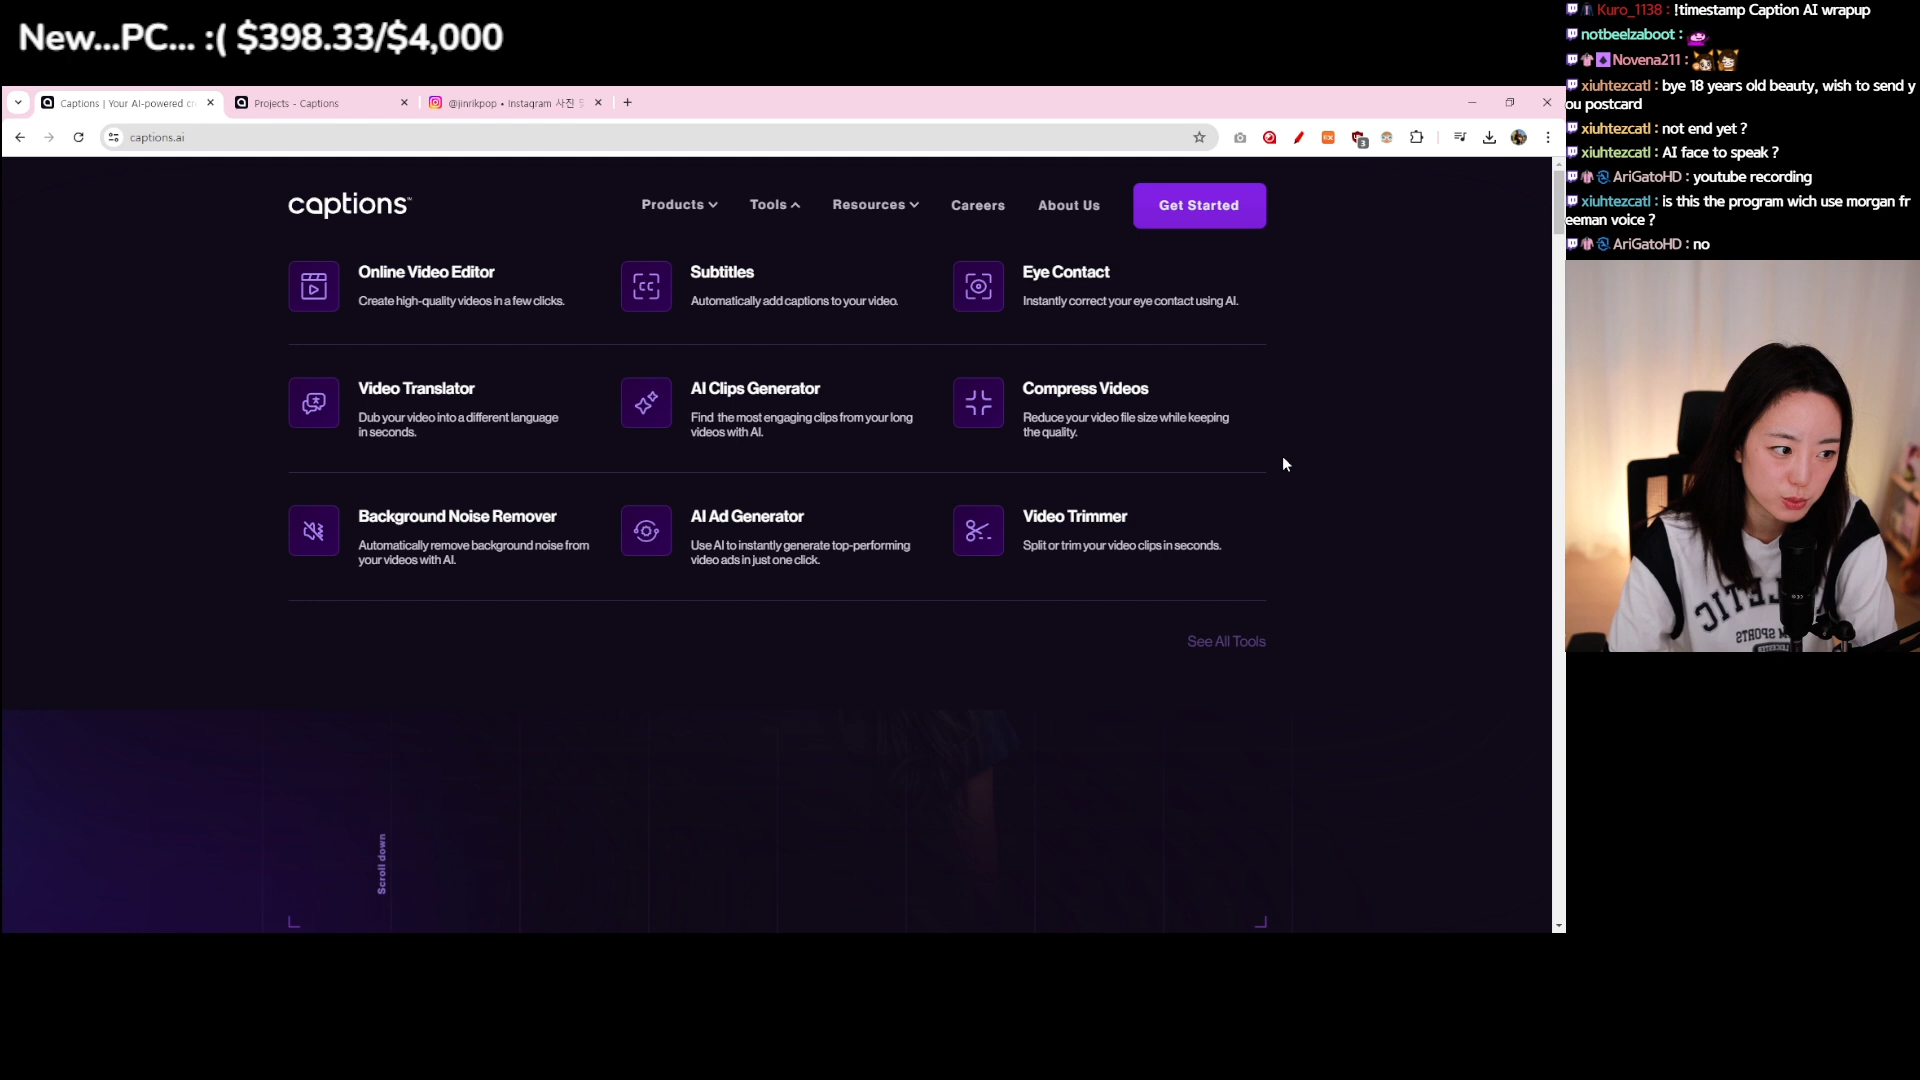 New...PC... :( $398.33/$4,000
Captions | Your AI-powered cr
Projects - Captions
@jinrikpop • Instagram 사진 및
captions.ai
3
captions™
Products
Tools
Resources
Careers
About Us
Get Started
Online Video Editor
Create high-quality videos in a few clicks.
Subtitles
Automatically add captions to your video.
Eye Contact
Instantly correct your eye contact using AI.
Video Translator
Dub your video into a different language
in seconds.
AI Clips Generator
Find the most engaging clips from your long
videos with AI.
Compress Videos
Reduce your video file size while keeping
the quality.
Background Noise Remover
Automatically remove background noise from
your videos with AI.
AI Ad Generator
Use AI to instantly generate top-performing
video ads in just one click.
Video Trimmer
Split or trim your video clips in seconds.
See All Tools
Scroll down
Kuro_1138 : !timestamp Caption AI wrapup
notbeelzaboot :
Novena211 :
xiuhtezcatl : bye 18 years old beauty, wish to send y
ou postcard
xiuhtezcatl : not end yet ?
xiuhtezcatl : AI face to speak ?
AriGatoHD : youtube recording
xiuhtezcatl : is this the program wich use morgan fr
eeman voice ?
AriGatoHD : no